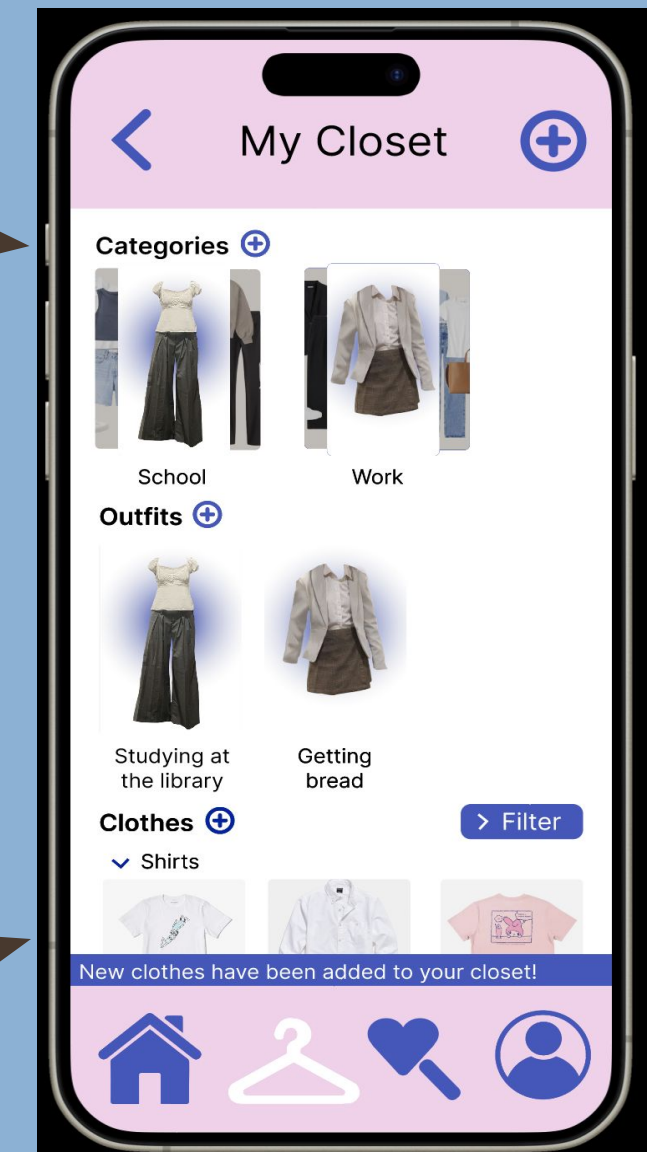 My Closet
Categories
School
Work
Outfits
Studying at
the library
Getting
bread
Clothes
> Filter
Shirts
New clothes have been added to your closet!